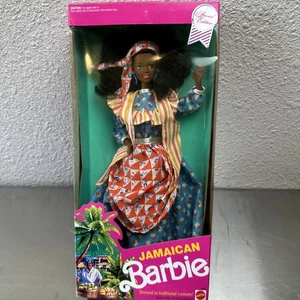 Special
Edition
JAMAICAN
Barbie
Dressed in traditional costume!
MATTEL